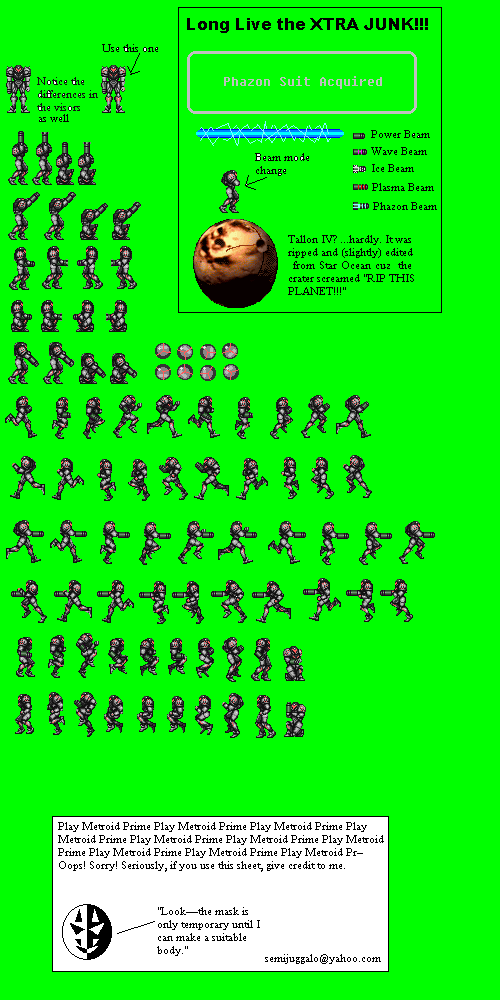 Long Live the XTRA JUNK!!!
Use this one
Notice the
differences in
the visors
as well
Phazon Suit Acquired
Power Beam
Wave Beam
Ice Beam
Plasma Beam
Phazon Beam
Beam mode
change
Tallon IV? ...hardly. It was
ripped and (slightly) edited
from Star Ocean cuz the
crater screamed "RIP THIS
PLANET!!!"
Play Metroid Prime Play Metroid Prime Play Metroid Prime Play
Metroid Prime Play Metroid Prime Play Metroid Prime Play Metroid
Prime Play Metroid Prime Play Metroid Prime Play Metroid Pr—
Oops! Sorry! Seriously, if you use this sheet, give credit to me.
"Look—the mask is
only temporary until I
can make a suitable
body."
semijuggalo@yahoo.com